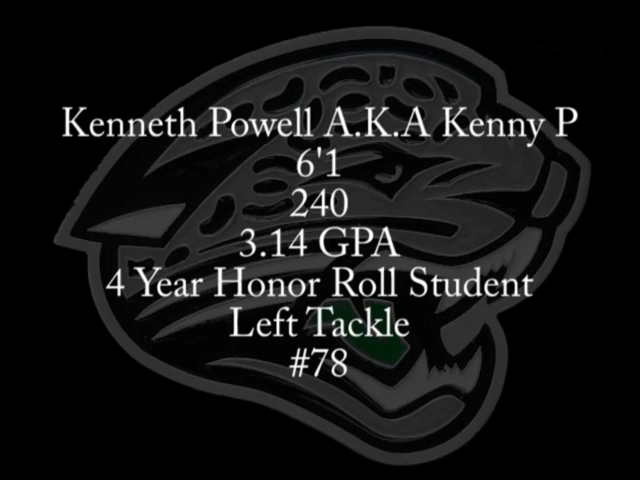 Kenneth Powell A.K.A Kenny P
6'1
240
3.14 GPA
4 Year Honor Roll Student
Left Tackle
#78